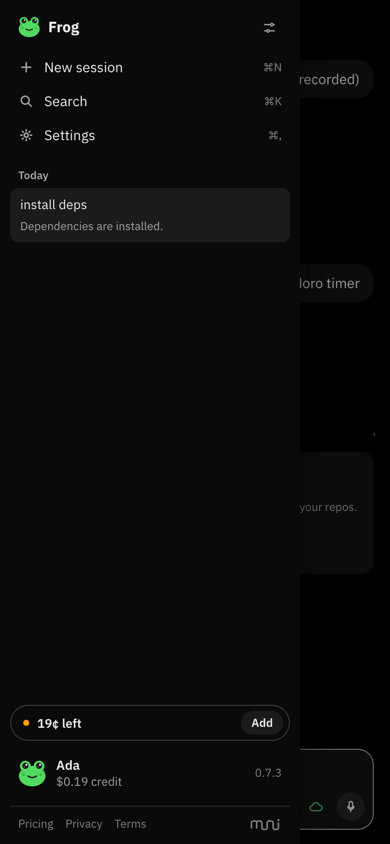 Frog
New session ⌘N
Search ⌘K
Settings ⌘,
Today
install deps
Dependencies are installed.
19¢ left Add
Ada
$0.19 credit
0.7.3
Pricing Privacy Terms
recorded)
timer
your repos.